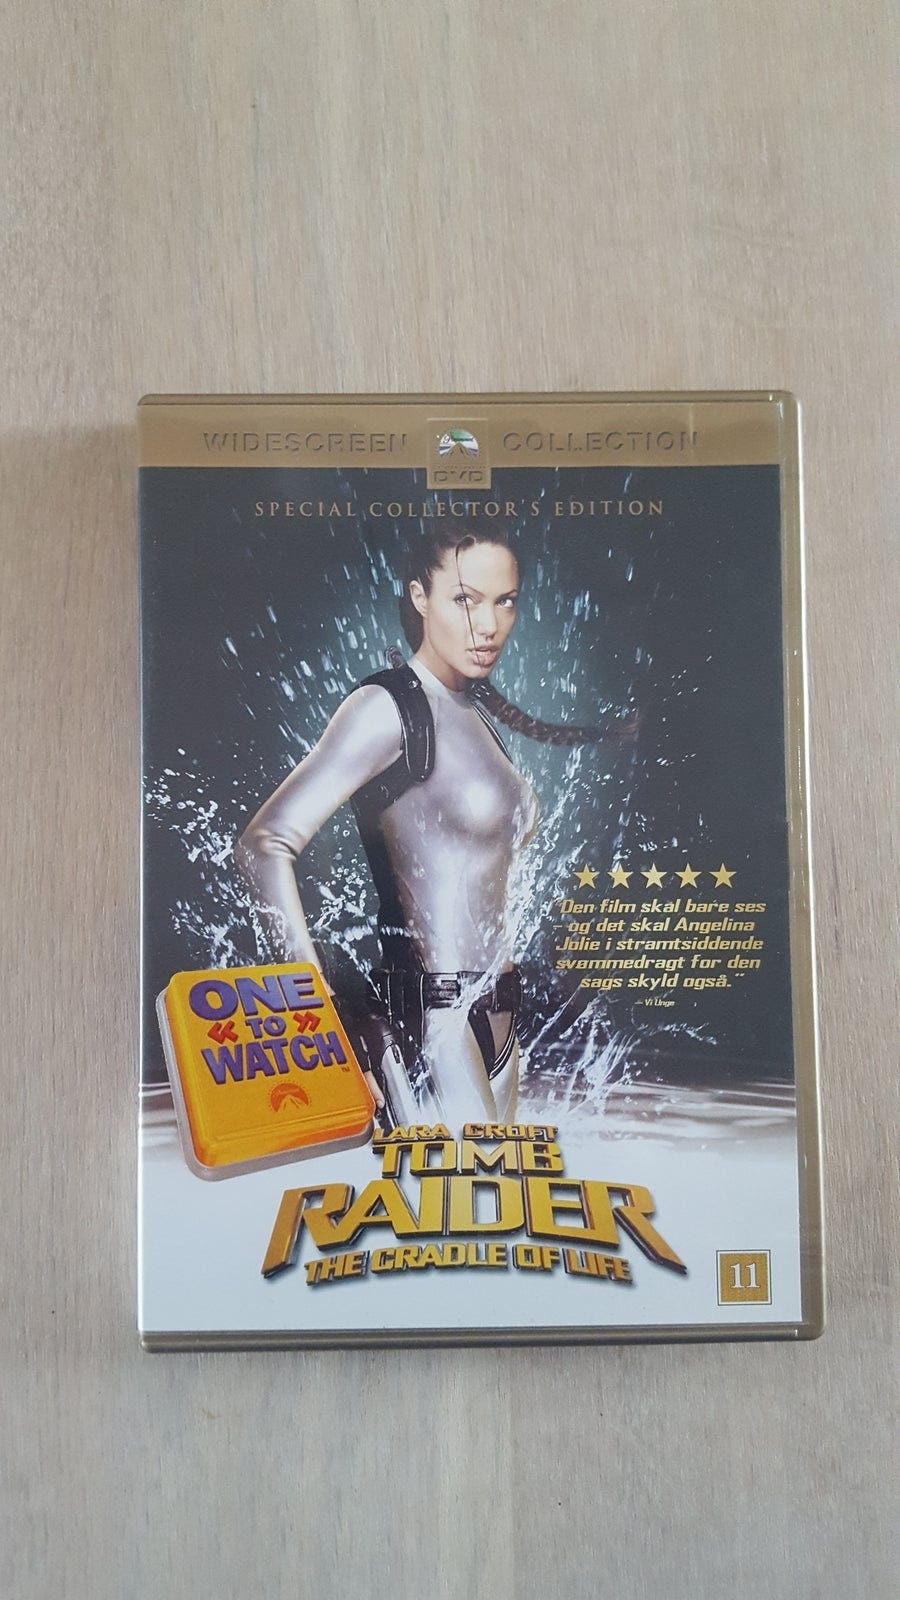 WIDESCREEN DVD COLLECTION
SPECIAL COLLECTOR'S EDITION
"Den film skal bare ses
– og det skal Angelina
Jolie i stramtsiddende
svømmedragt for den
sags skyld også."
– Vi Unge
ONE
« TO »
WATCH™
LARA CROFT
TOMB
RAIDER
THE CRADLE OF LIFE
11